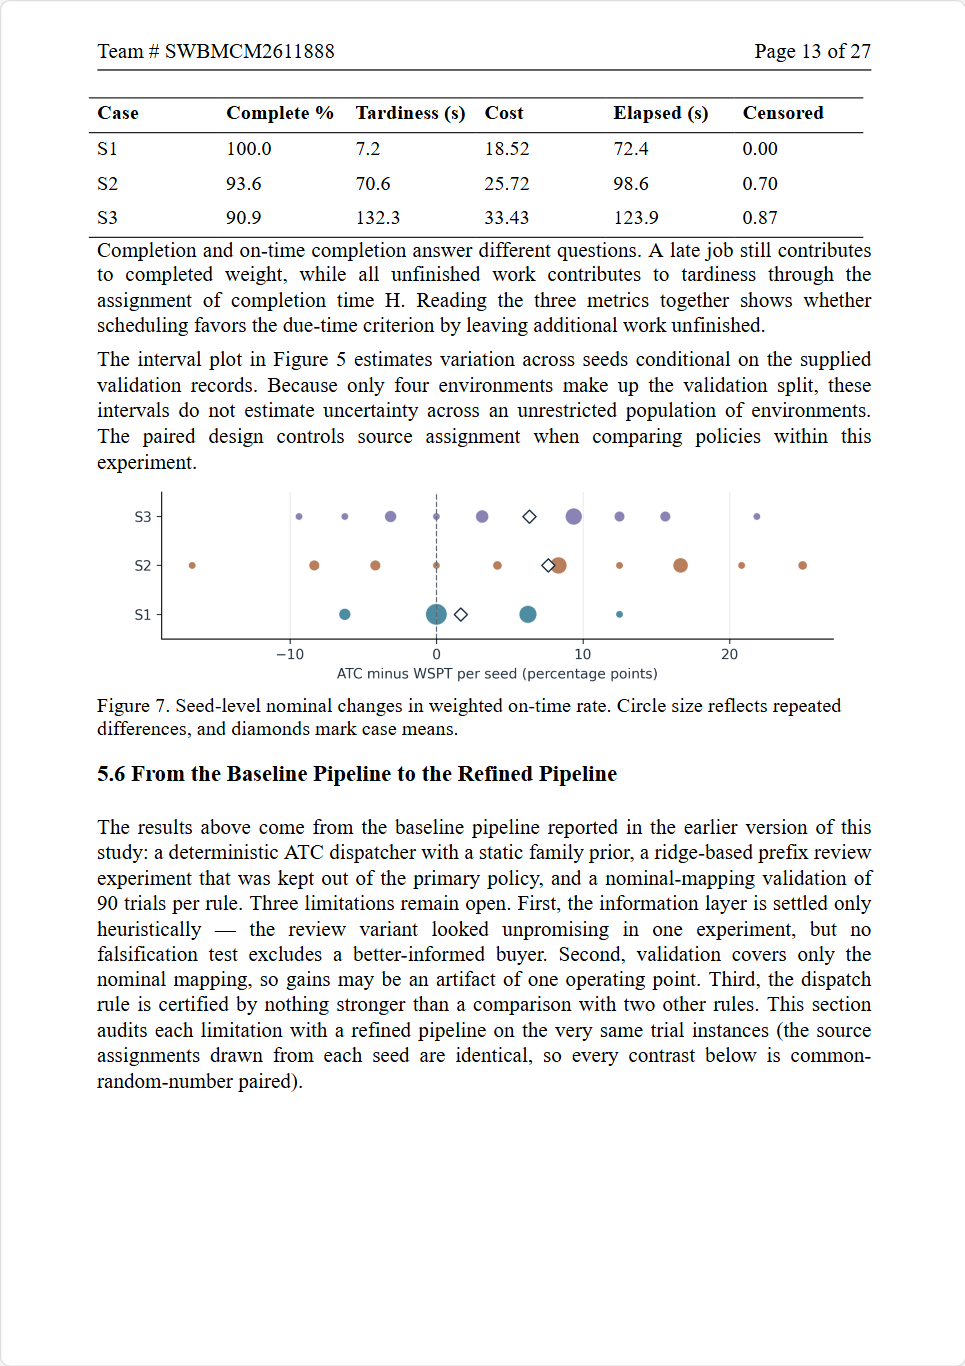 Team # SWBMCM2611888 Page 13 of 27
Case Complete % Tardiness (s) Cost Elapsed (s) Censored
S1 100.0 7.2 18.52 72.4 0.00
S2 93.6 70.6 25.72 98.6 0.70
S3 90.9 132.3 33.43 123.9 0.87
Completion and on-time completion answer different questions. A late job still contributes
to completed weight, while all unfinished work contributes to tardiness through the
assignment of completion time H. Reading the three metrics together shows whether
scheduling favors the due-time criterion by leaving additional work unfinished.
The interval plot in Figure 5 estimates variation across seeds conditional on the supplied
validation records. Because only four environments make up the validation split, these
intervals do not estimate uncertainty across an unrestricted population of environments.
The paired design controls source assignment when comparing policies within this
experiment.
S3
S2
S1
−10 0 10 20
ATC minus WSPT per seed (percentage points)
Figure 7. Seed-level nominal changes in weighted on-time rate. Circle size reflects repeated
differences, and diamonds mark case means.
5.6 From the Baseline Pipeline to the Refined Pipeline
The results above come from the baseline pipeline reported in the earlier version of this
study: a deterministic ATC dispatcher with a static family prior, a ridge-based prefix review
experiment that was kept out of the primary policy, and a nominal-mapping validation of
90 trials per rule. Three limitations remain open. First, the information layer is settled only
heuristically — the review variant looked unpromising in one experiment, but no
falsification test excludes a better-informed buyer. Second, validation covers only the
nominal mapping, so gains may be an artifact of one operating point. Third, the dispatch
rule is certified by nothing stronger than a comparison with two other rules. This section
audits each limitation with a refined pipeline on the very same trial instances (the source
assignments drawn from each seed are identical, so every contrast below is common-
random-number paired).